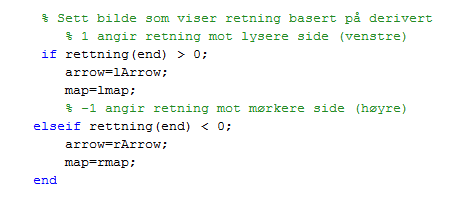 % Sett bilde som viser retning basert på derivert
% 1 angir retning mot lysere side (venstre)
if rettning(end) > 0;
arrow=lArrow;
map=lmap;
% -1 angir retning mot mørkere side (høyre)
elseif rettning(end) < 0;
arrow=rArrow;
map=rmap;
end